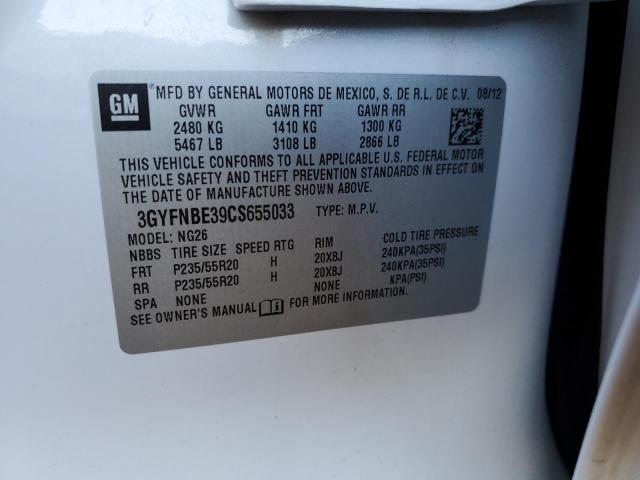 GM
MFD BY GENERAL MOTORS DE MEXICO, S. DE R.L. DE C.V. 08/12
GVWR GAWR FRT GAWR RR
2480 KG 1410 KG 1300 KG
5467 LB 3108 LB 2866 LB
THIS VEHICLE CONFORMS TO ALL APPLICABLE U.S. FEDERAL MOTOR
VEHICLE SAFETY AND THEFT PREVENTION STANDARDS IN EFFECT ON
THE DATE OF MANUFACTURE SHOWN ABOVE.
3GYFNBE39CS655033 TYPE: M.P.V.
MODEL: NG26
NBBS TIRE SIZE SPEED RTG RIM COLD TIRE PRESSURE
FRT P235/55R20 H 20X8J 240KPA(35PSI)
RR P235/55R20 H 20X8J 240KPA(35PSI)
SPA NONE NONE KPA(PSI)
SEE OWNER'S MANUAL FOR MORE INFORMATION.